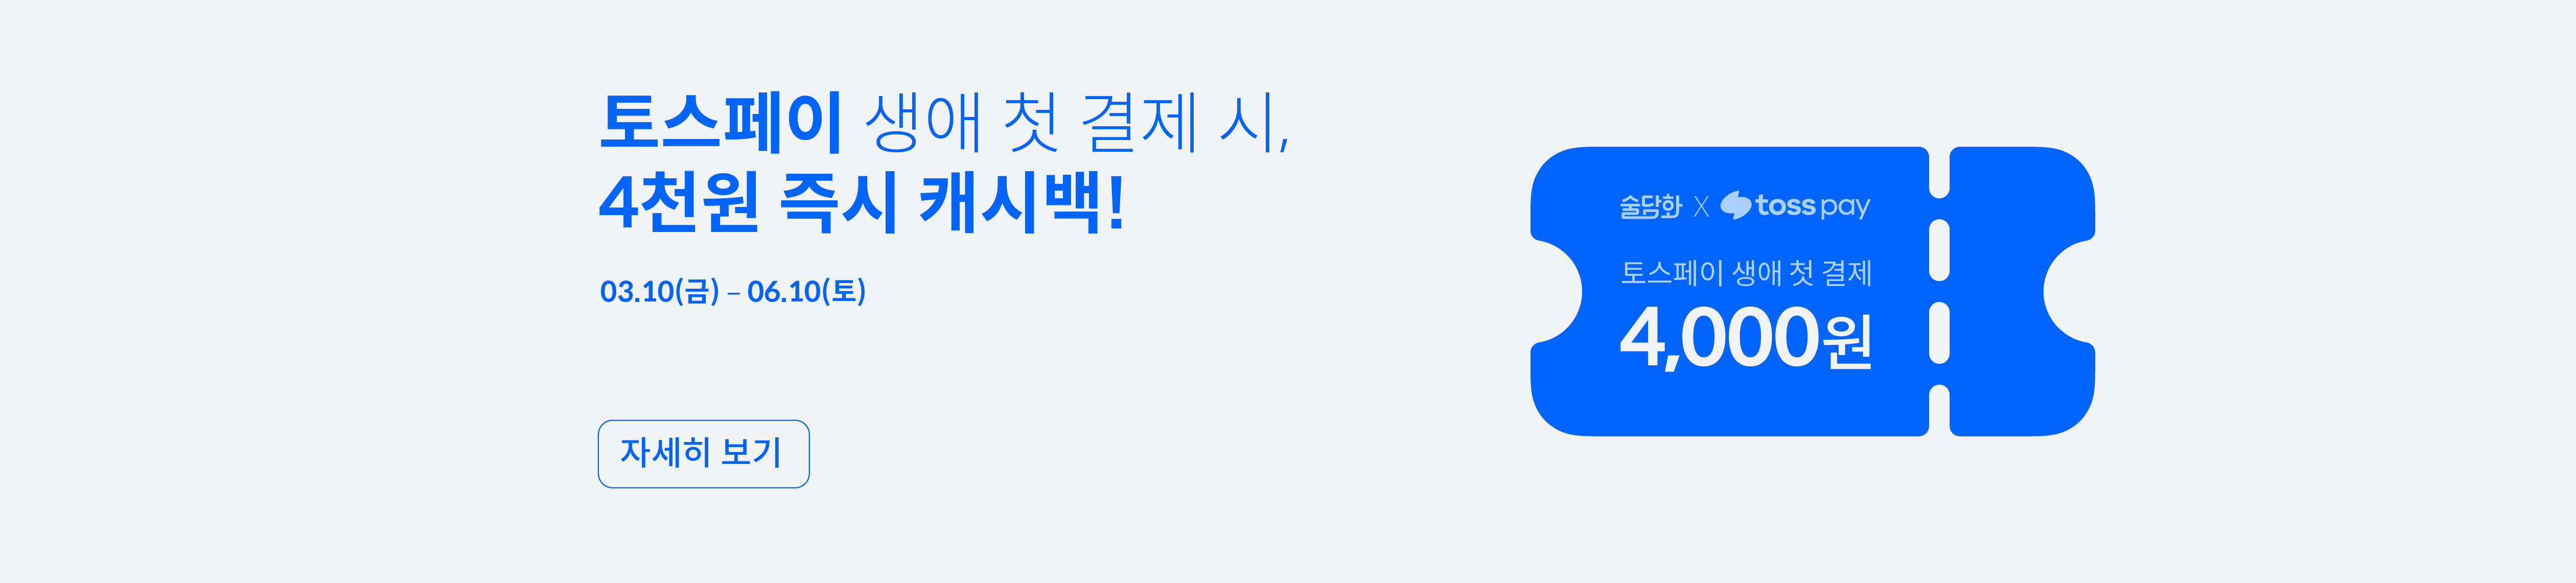 토스페이 생애 첫 결제 시,
4천원 즉시 캐시백!
03.10(금) – 06.10(토)
자세히 보기
술담화 X toss pay
토스페이 생애 첫 결제
4,000원